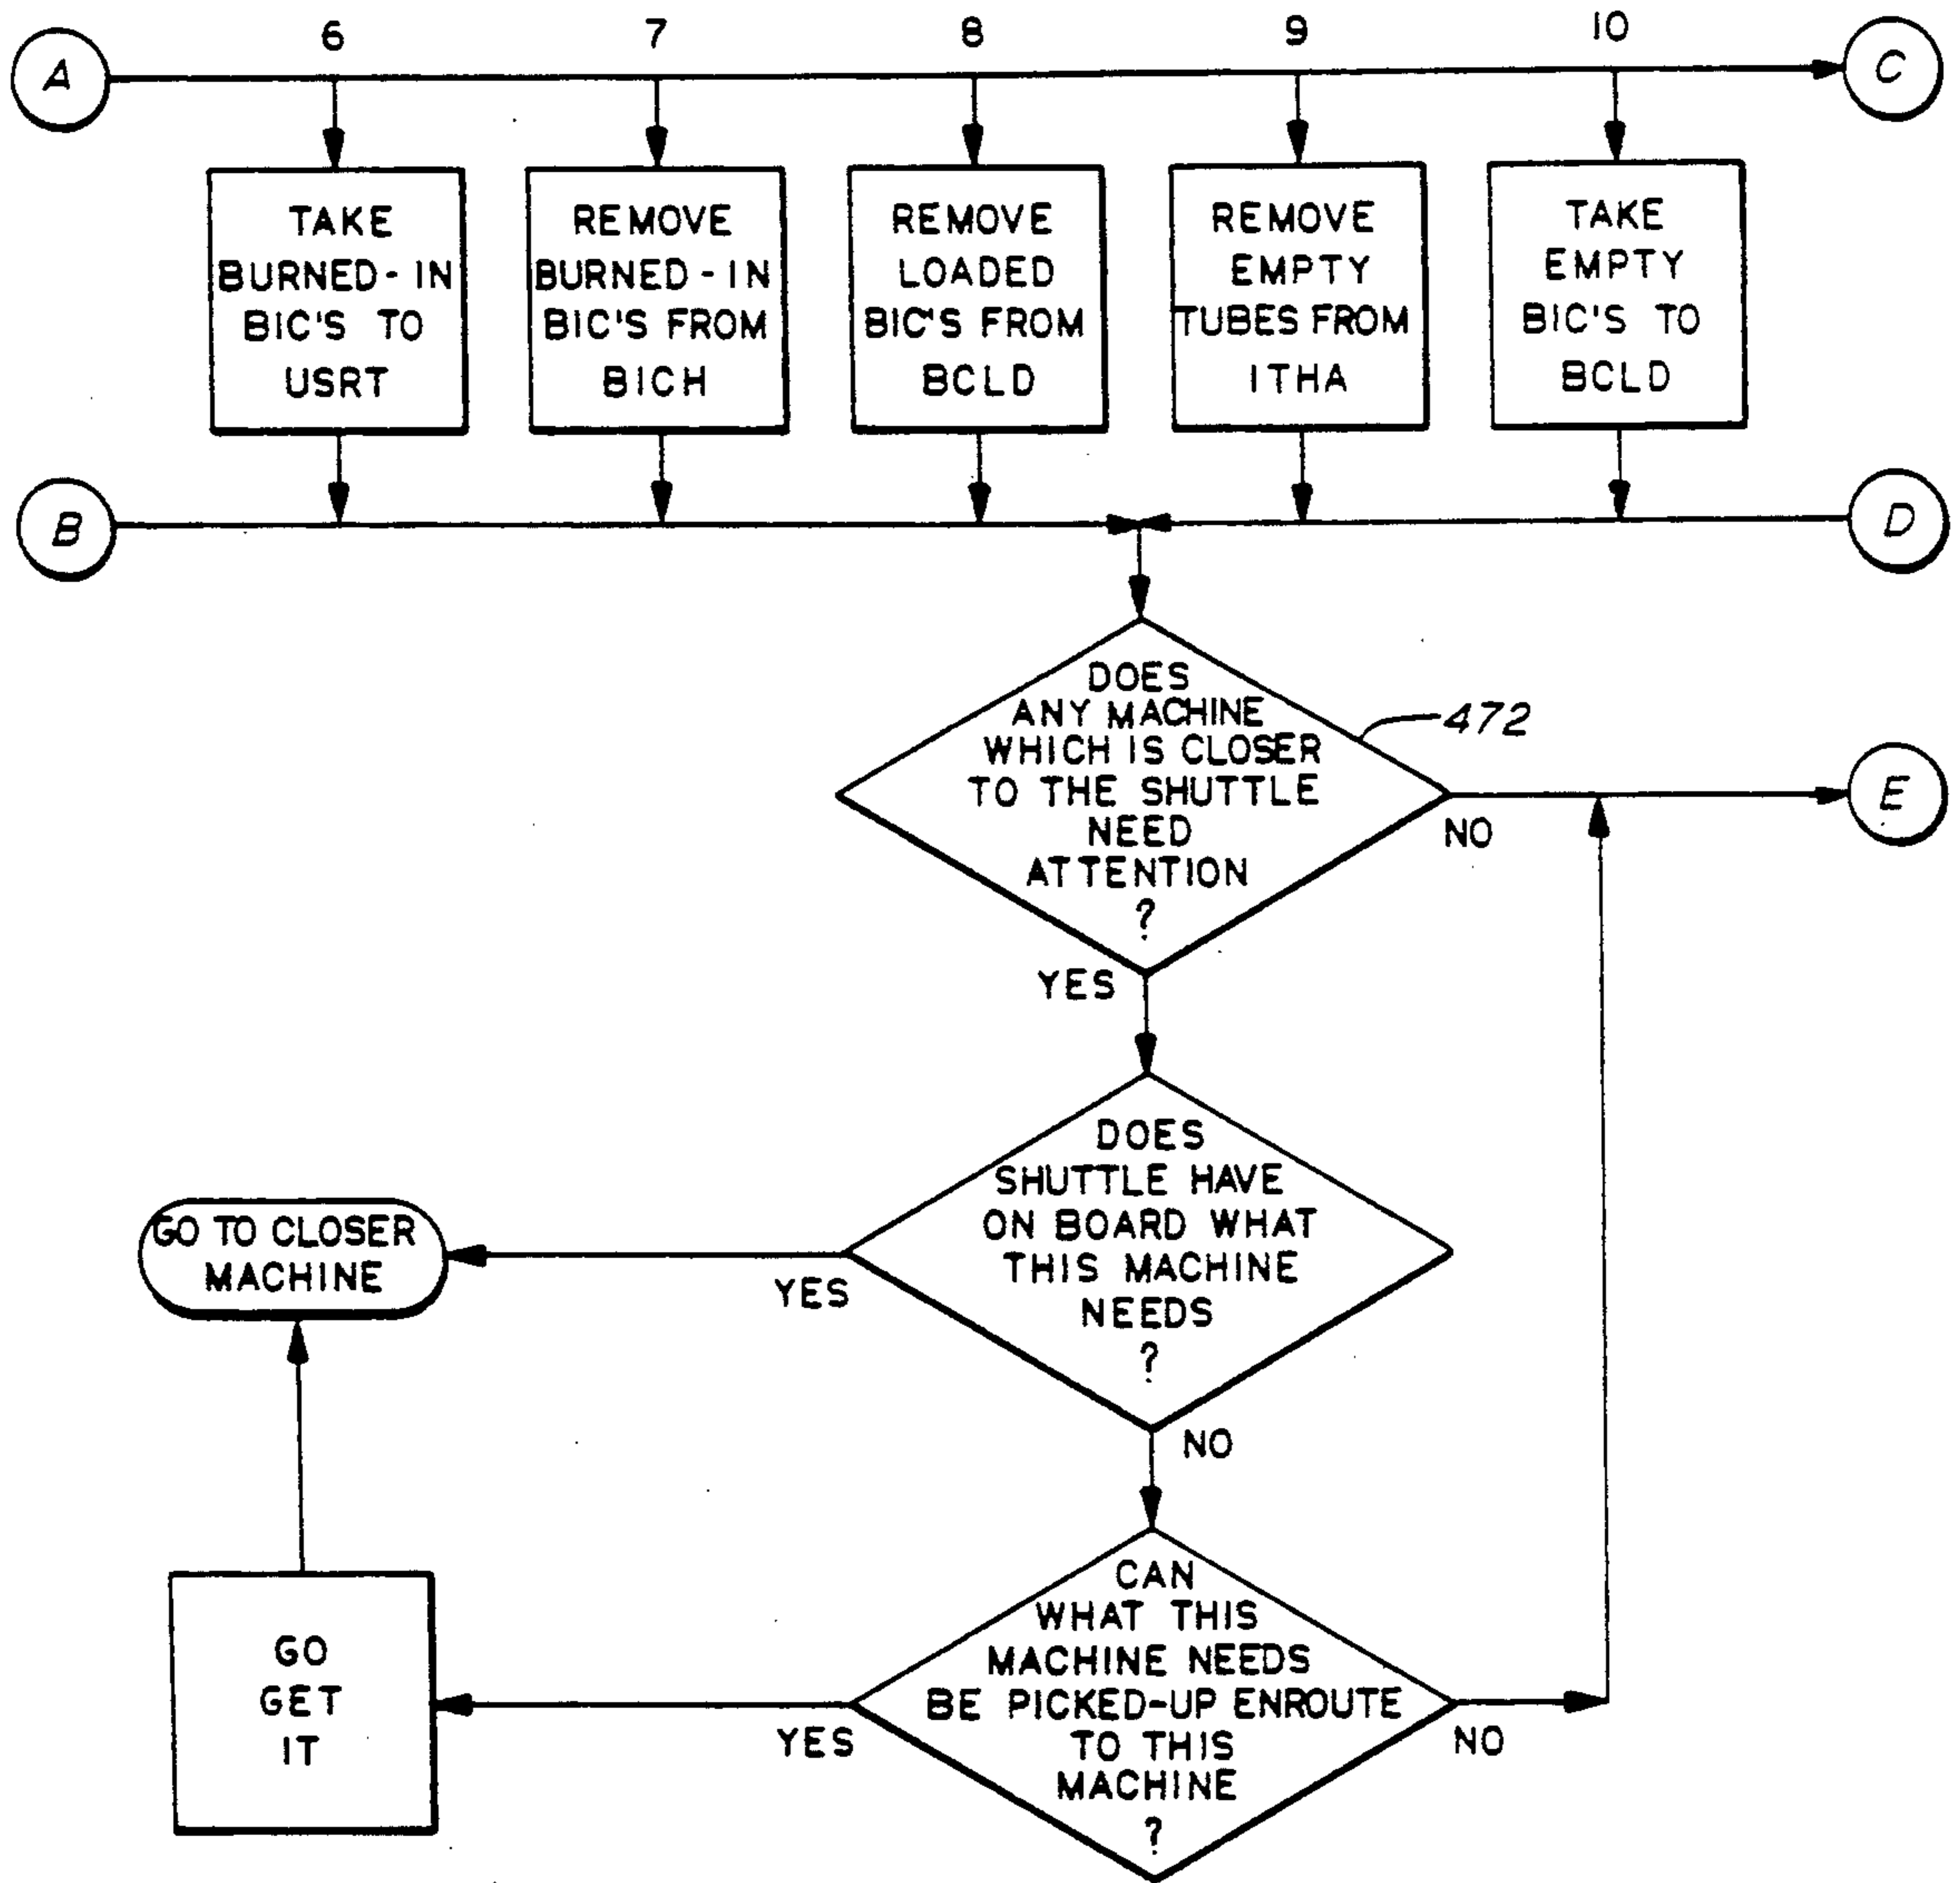 6 7 8 9 10
A C
TAKE
BURNED-IN
BIC'S TO
USRT
REMOVE
BURNED-IN
BIC'S FROM
BICH
REMOVE
LOADED
BIC'S FROM
BCLD
REMOVE
EMPTY
TUBES FROM
ITHA
TAKE
EMPTY
BIC'S TO
BCLD
B D
DOES
ANY MACHINE
WHICH IS CLOSER
TO THE SHUTTLE
NEED
ATTENTION
?
472
E
NO
YES
DOES
SHUTTLE HAVE
ON BOARD WHAT
THIS MACHINE
NEEDS
?
YES
GO TO CLOSER
MACHINE
NO
CAN
WHAT THIS
MACHINE NEEDS
BE PICKED-UP ENROUTE
TO THIS
MACHINE
?
YES
NO
GO
GET
IT